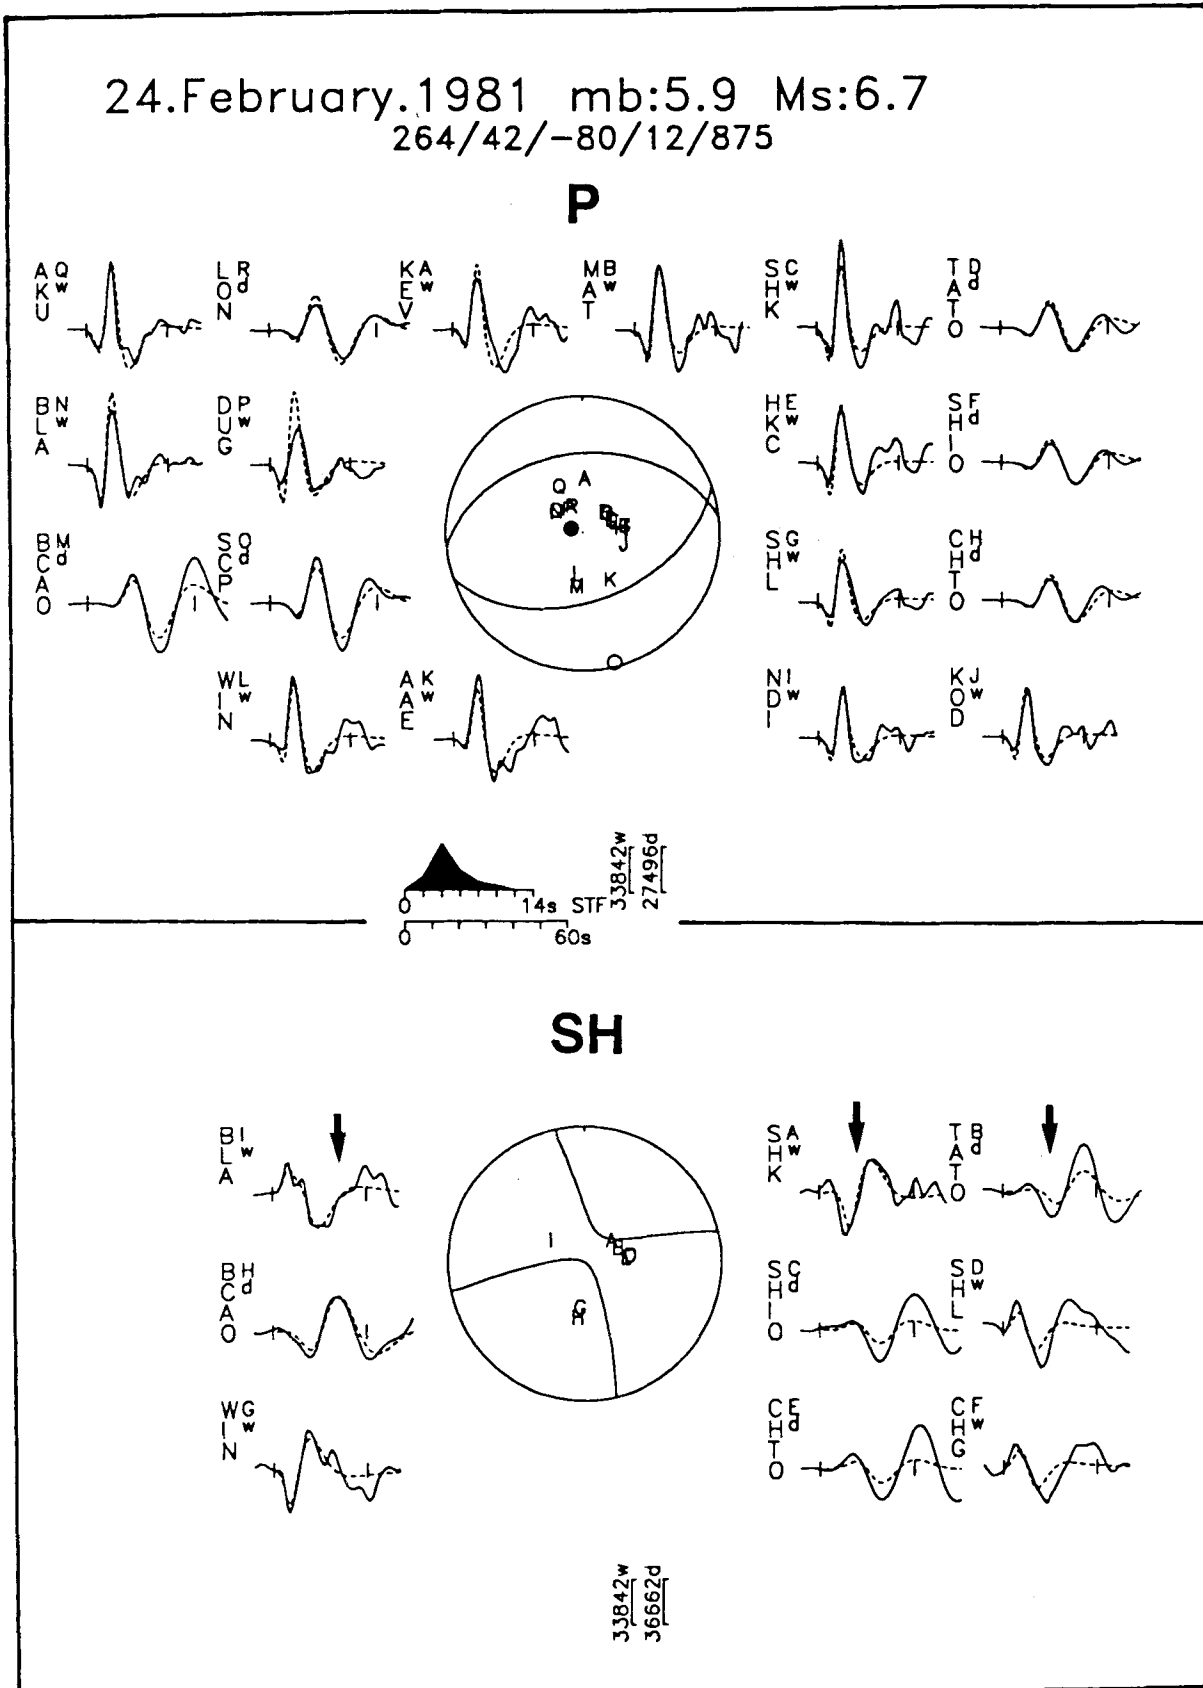 24.February.1981 mb:5.9 Ms:6.7
264/42/-80/12/875
P
AKU Q w
LON R d
KEV A w
MAT B w
SHK C w
TATO D d
BLA N w
DUG P w
HKC E w
SHIO F d
BCAO M d
SCP O d
SHL G w
CHTO H d
WIN L w
AAE K w
NDI I w
KOD J w
Q A
R
J
K
M
O
33842w
27496d
0 14s STF
0 60s
SH
BLA I w
SHK A w
TATO B d
BCAO H d
SHIO C d
SHL D w
WIN G w
CHTO E d
CHG F w
I A B D
G
H
33842w
36662d